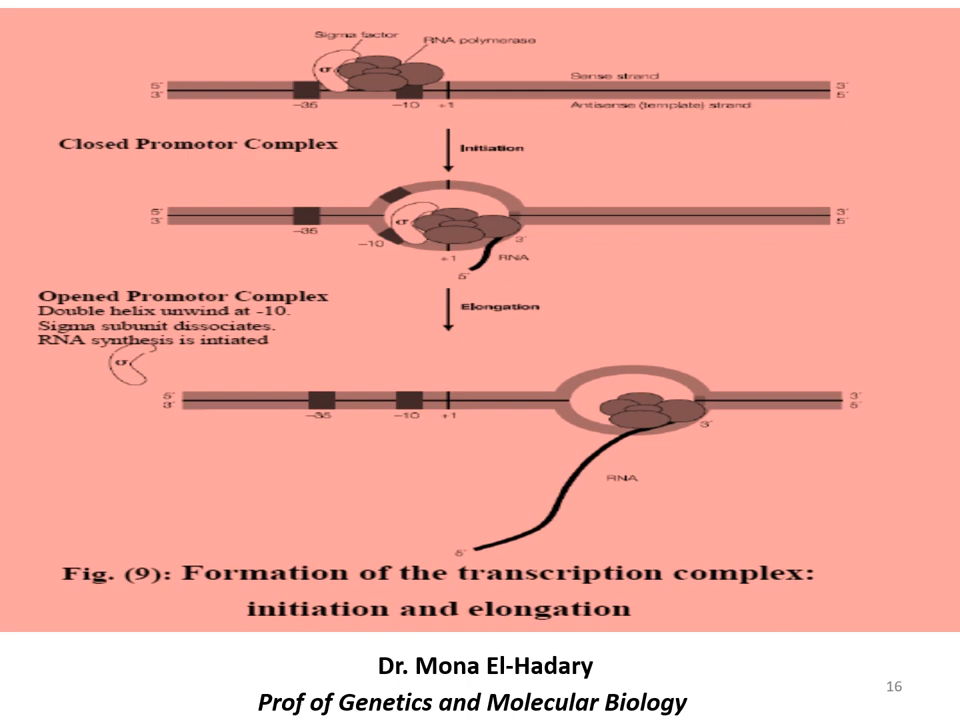 Sigma factor
RNA polymerase
σ
5´ Sense strand 3´
3´ Antisense (template) strand 5´
−35 −10 +1
Closed Promotor Complex
Initiation
5´ 3´
3´ 5´
σ
−35
−10
3´
+1 RNA
5´
Opened Promotor Complex
Double helix unwind at -10.
Sigma subunit dissociates.
RNA synthesis is intiated
Elongation
σ
5´ 3´
3´ 5´
−35 −10 +1
3´
RNA
5´
Fig. (9): Formation of the transcription complex:
initiation and elongation
Dr. Mona El-Hadary
Prof of Genetics and Molecular Biology
16